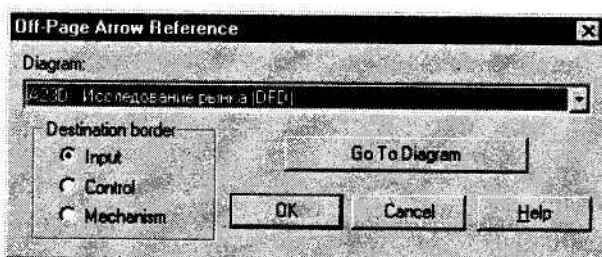 Off-Page Arrow Reference
Diagram:
A23D Исследование рынка (DFD)
Destination border
Input
Control
Mechanism
Go To Diagram
OK
Cancel
Help